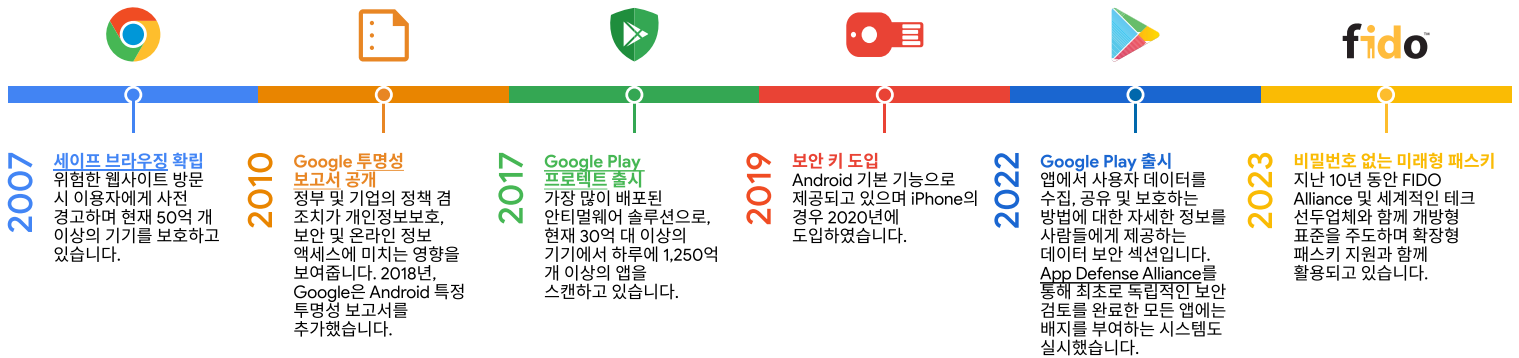 fido™
2007
세이프 브라우징 확립
위험한 웹사이트 방문
시 이용자에게 사전
경고하며 현재 50억 개
이상의 기기를 보호하고
있습니다.
2010
Google 투명성
보고서 공개
정부 및 기업의 정책 겸
조치가 개인정보보호,
보안 및 온라인 정보
액세스에 미치는 영향을
보여줍니다. 2018년,
Google은 Android 특정
투명성 보고서를
추가했습니다.
2017
Google Play
프로텍트 출시
가장 많이 배포된
안티멀웨어 솔루션으로,
현재 30억 대 이상의
기기에서 하루에 1,250억
개 이상의 앱을
스캔하고 있습니다.
2019
보안 키 도입
Android 기본 기능으로
제공되고 있으며 iPhone의
경우 2020년에
도입하였습니다.
2022
Google Play 출시
앱에서 사용자 데이터를
수집, 공유 및 보호하는
방법에 대한 자세한 정보를
사람들에게 제공하는
데이터 보안 섹션입니다.
App Defense Alliance를
통해 최초로 독립적인 보안
검토를 완료한 모든 앱에는
배지를 부여하는 시스템도
실시했습니다.
2023
비밀번호 없는 미래형 패스키
지난 10년 동안 FIDO
Alliance 및 세계적인 테크
선두업체와 함께 개방형
표준을 주도하며 확장형
패스키 지원과 함께
활용되고 있습니다.